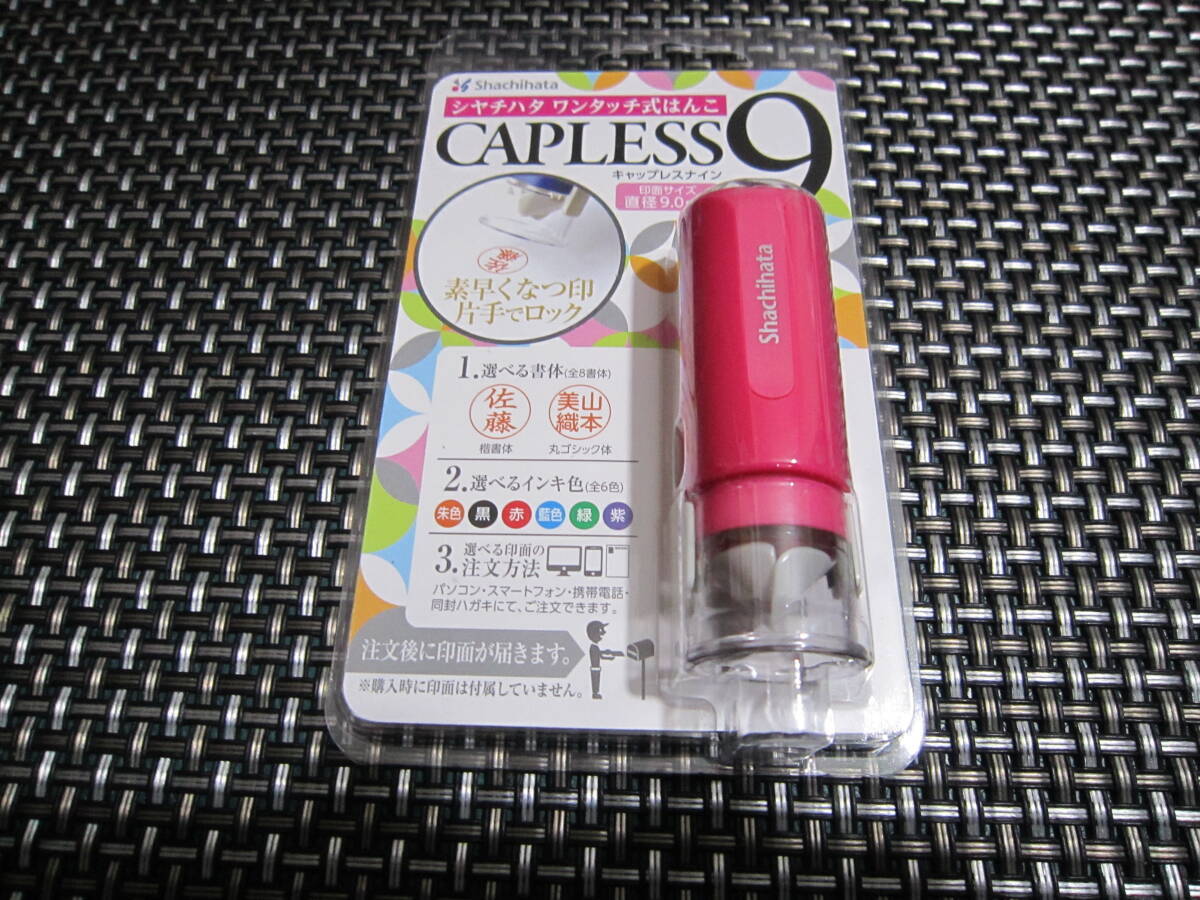 Shachihata
シヤチハタ ワンタッチ式はんこ
CAPLESS9
キャップレスナイン
印面サイズ
直径9.0
素早くなつ印
片手でロック
1.選べる書体(全8書体)
佐藤
楷書体
美織 山本
丸ゴシック体
2.選べるインキ色(全6色)
朱色 黒 赤 藍色 緑 紫
3.選べる印面の
注文方法
パソコン・スマートフォン・携帯電話・
同封ハガキにて、ご注文できます。
注文後に印面が届きます。
※購入時に印面は付属していません。
Shachihata